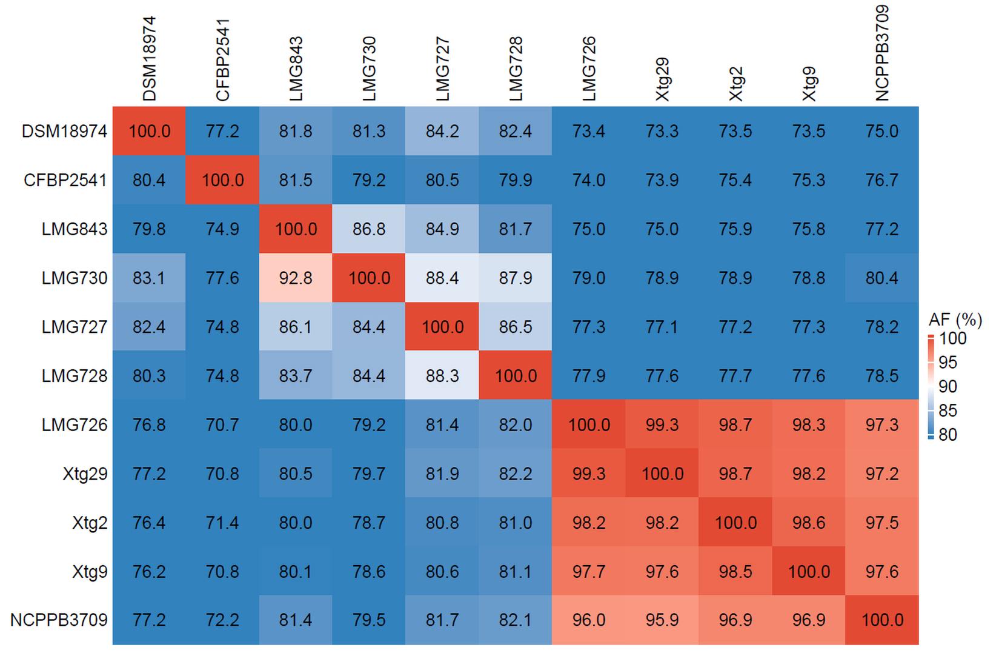 DSM18974 CFBP2541 LMG843 LMG730 LMG727 LMG728 LMG726 Xtg29 Xtg2 Xtg9 NCPPB3709
DSM18974 100.0 77.2 81.8 81.3 84.2 82.4 73.4 73.3 73.5 73.5 75.0
CFBP2541 80.4 100.0 81.5 79.2 80.5 79.9 74.0 73.9 75.4 75.3 76.7
LMG843 79.8 74.9 100.0 86.8 84.9 81.7 75.0 75.0 75.9 75.8 77.2
LMG730 83.1 77.6 92.8 100.0 88.4 87.9 79.0 78.9 78.9 78.8 80.4
LMG727 82.4 74.8 86.1 84.4 100.0 86.5 77.3 77.1 77.2 77.3 78.2
LMG728 80.3 74.8 83.7 84.4 88.3 100.0 77.9 77.6 77.7 77.6 78.5
LMG726 76.8 70.7 80.0 79.2 81.4 82.0 100.0 99.3 98.7 98.3 97.3
Xtg29 77.2 70.8 80.5 79.7 81.9 82.2 99.3 100.0 98.7 98.2 97.2
Xtg2 76.4 71.4 80.0 78.7 80.8 81.0 98.2 98.2 100.0 98.6 97.5
Xtg9 76.2 70.8 80.1 78.6 80.6 81.1 97.7 97.6 98.5 100.0 97.6
NCPPB3709 77.2 72.2 81.4 79.5 81.7 82.1 96.0 95.9 96.9 96.9 100.0
AF (%)
100
95
90
85
80